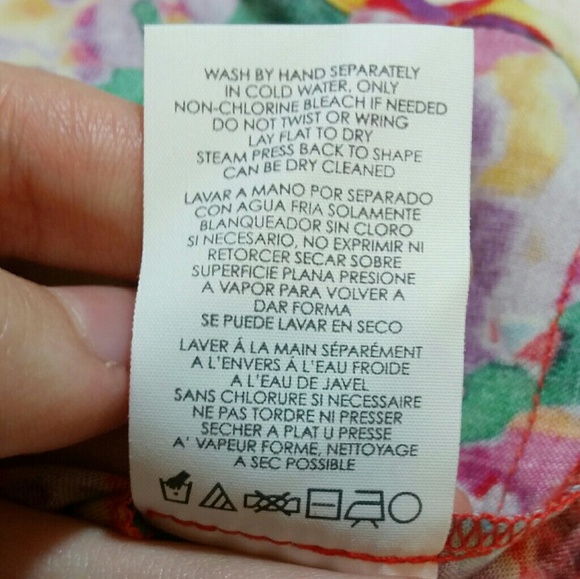 WASH BY HAND SEPARATELY
IN COLD WATER, ONLY
NON-CHLORINE BLEACH IF NEEDED
DO NOT TWIST OR WRING
LAY FLAT TO DRY
STEAM PRESS BACK TO SHAPE
CAN BE DRY CLEANED
LAVAR A MANO POR SEPARADO
CON AGUA FRIA SOLAMENTE
BLANQUEADOR SIN CLORO
SI NECESARIO, NO EXPRIMIR NI
RETORCER SECAR SOBRE
SUPERFICIE PLANA PRESIONE
A VAPOR PARA VOLVER A
DAR FORMA
SE PUEDE LAVAR EN SECO
LAVER Á LA MAIN SÉPARÉMENT
A L'ENVERS Á L'EAU FROIDE
A L'EAU DE JAVEL
SANS CHLORURE SI NECESSAIRE
NE PAS TORDRE NI PRESSER
SECHER A PLAT U PRESSE
A' VAPEUR FORME, NETTOYAGE
A SEC POSSIBLE